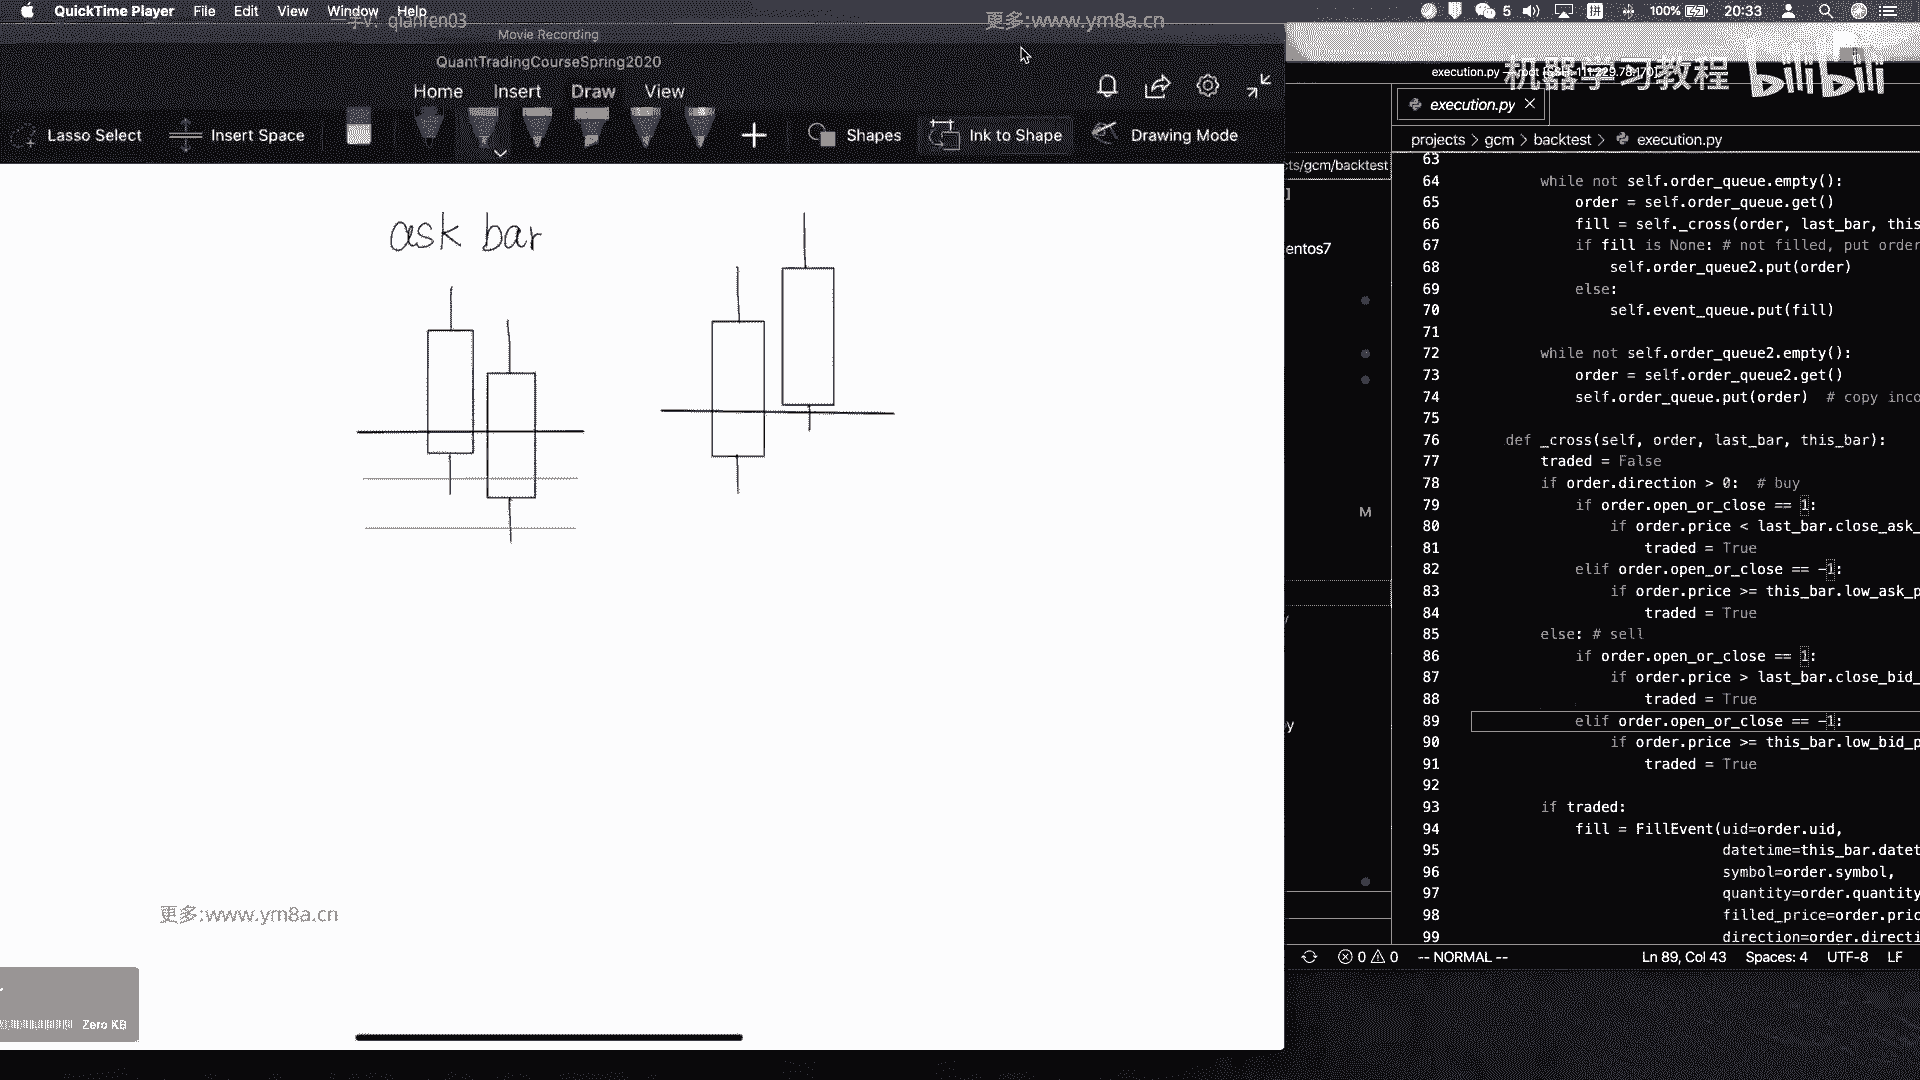 QuickTime Player File Edit View Window Help
5 100% 20:33
一手v: qianren03
更多:www.ym8a.cn
Movie Recording
QuantTradingCourseSpring2020
Home Insert Draw View
Lasso Select Insert Space Shapes Ink to Shape Drawing Mode
ask bar
更多:www.ym8a.cn
Zero KB
机器学习教程 bilibili
execution.py
execution.py
projects > gcm > backtest > execution.py
ts/gcm/backtest
]
entos7
M
y
63
64 while not self.order_queue.empty():
65 order = self.order_queue.get()
66 fill = self._cross(order, last_bar, this
67 if fill is None: # not filled, put order
68 self.order_queue2.put(order)
69 else:
70 self.event_queue.put(fill)
71
72 while not self.order_queue2.empty():
73 order = self.order_queue2.get()
74 self.order_queue.put(order) # copy inco
75
76 def _cross(self, order, last_bar, this_bar):
77 traded = False
78 if order.direction > 0: # buy
79 if order.open_or_close == 1:
80 if order.price < last_bar.close_ask_
81 traded = True
82 elif order.open_or_close == -1:
83 if order.price >= this_bar.low_ask_p
84 traded = True
85 else: # sell
86 if order.open_or_close == 1:
87 if order.price > last_bar.close_bid_
88 traded = True
89 elif order.open_or_close == -1:
90 if order.price >= this_bar.low_bid_p
91 traded = True
92
93 if traded:
94 fill = FillEvent(uid=order.uid,
95 datetime=this_bar.datet
96 symbol=order.symbol,
97 quantity=order.quantity
98 filled_price=order.pric
99 direction=order.directi
0 0 -- NORMAL -- Ln 89, Col 43 Spaces: 4 UTF-8 LF